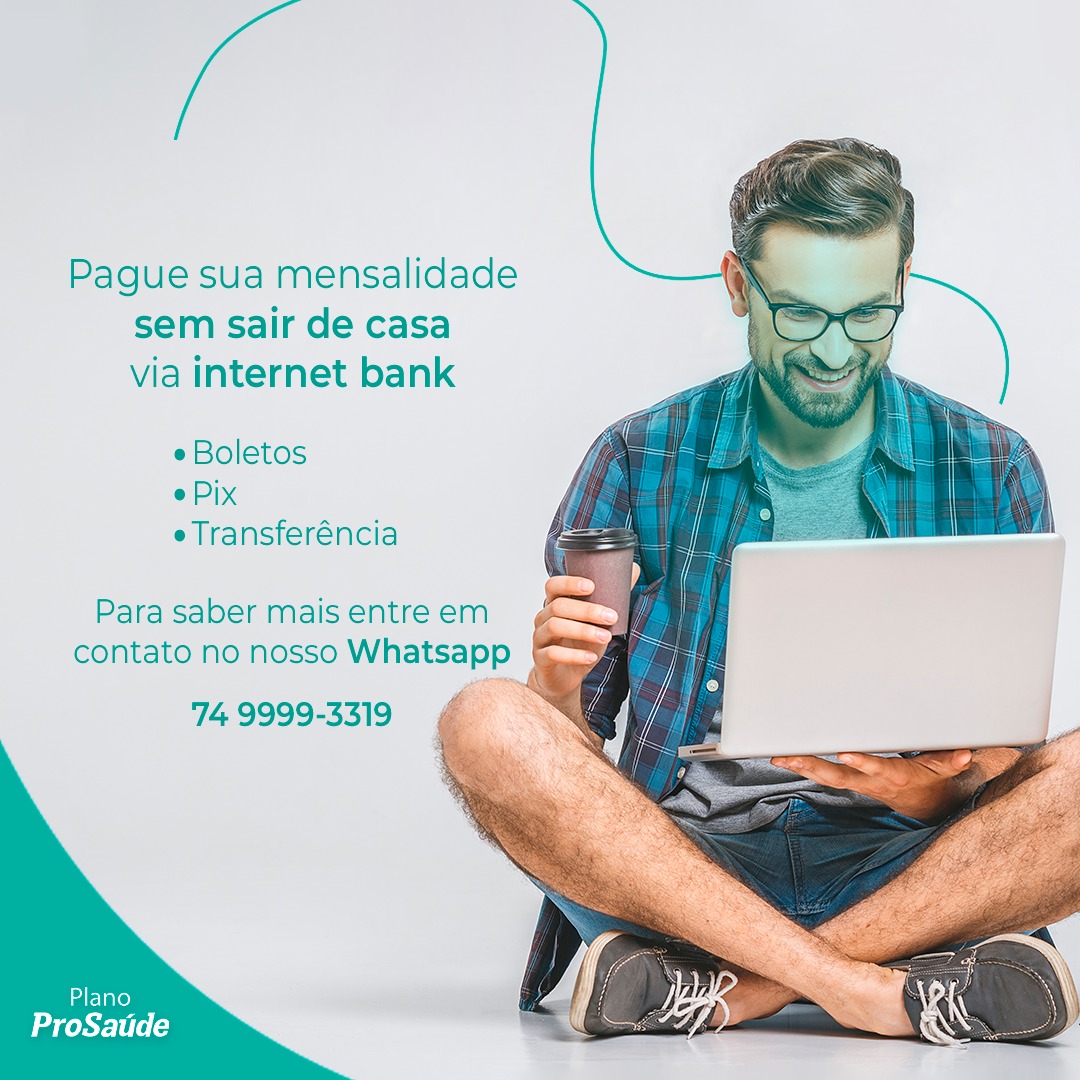 Pague sua mensalidade
sem sair de casa
via internet bank
• Boletos
• Pix
• Transferência
Para saber mais entre em
contato no nosso Whatsapp
74 9999-3319
Plano
ProSaúde